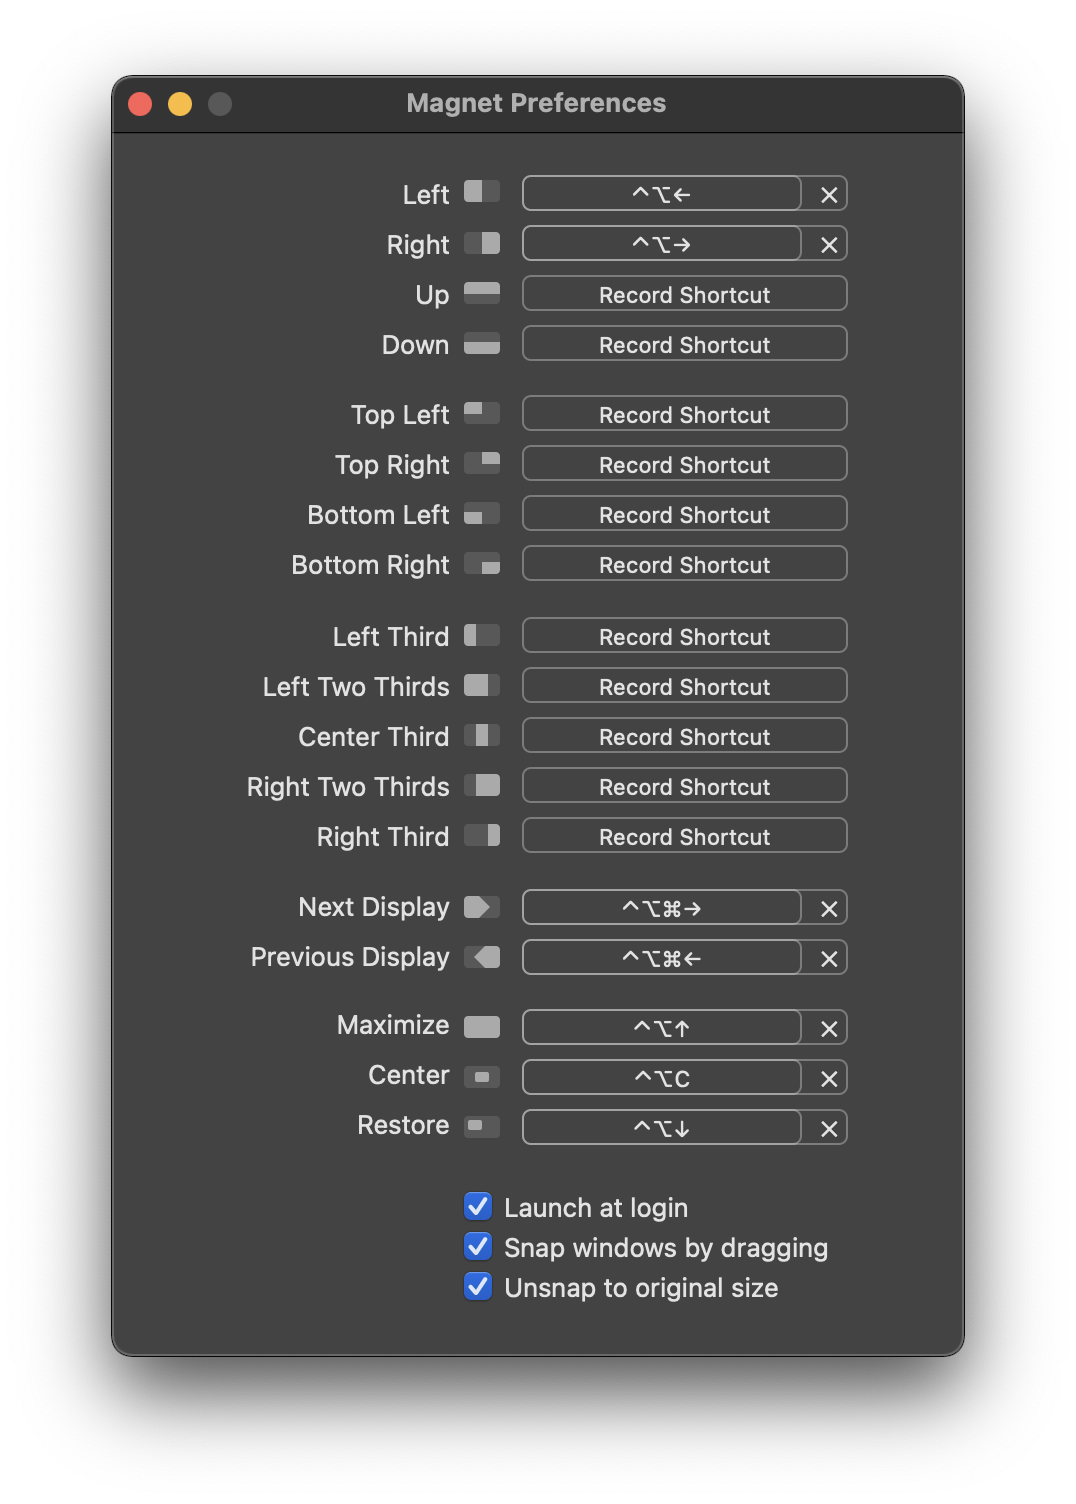 Magnet Preferences
Left ^⌥←
Right ^⌥→
Up Record Shortcut
Down Record Shortcut
Top Left Record Shortcut
Top Right Record Shortcut
Bottom Left Record Shortcut
Bottom Right Record Shortcut
Left Third Record Shortcut
Left Two Thirds Record Shortcut
Center Third Record Shortcut
Right Two Thirds Record Shortcut
Right Third Record Shortcut
Next Display ^⌥⌘→
Previous Display ^⌥⌘←
Maximize ^⌥↑
Center ^⌥C
Restore ^⌥↓
Launch at login
Snap windows by dragging
Unsnap to original size